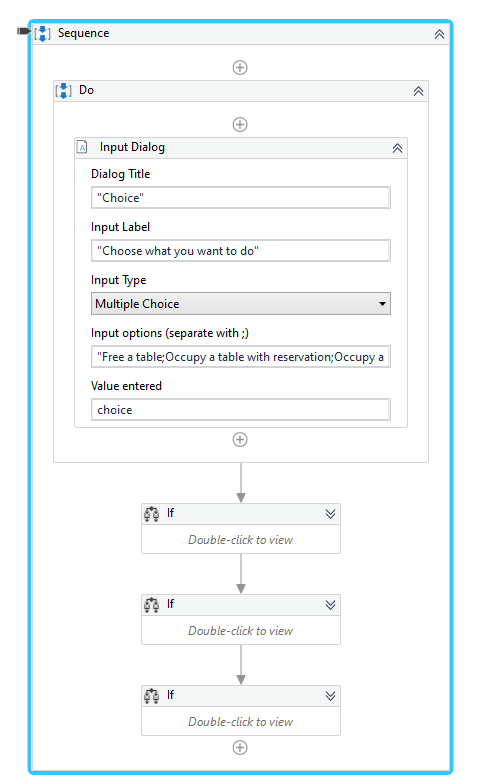 Sequence
Do
Input Dialog
Dialog Title
"Choice"
Input Label
"Choose what you want to do"
Input Type
Multiple Choice
Input options (separate with ;)
"Free a table;Occupy a table with reservation;Occupy a
Value entered
choice
If
Double-click to view
If
Double-click to view
If
Double-click to view